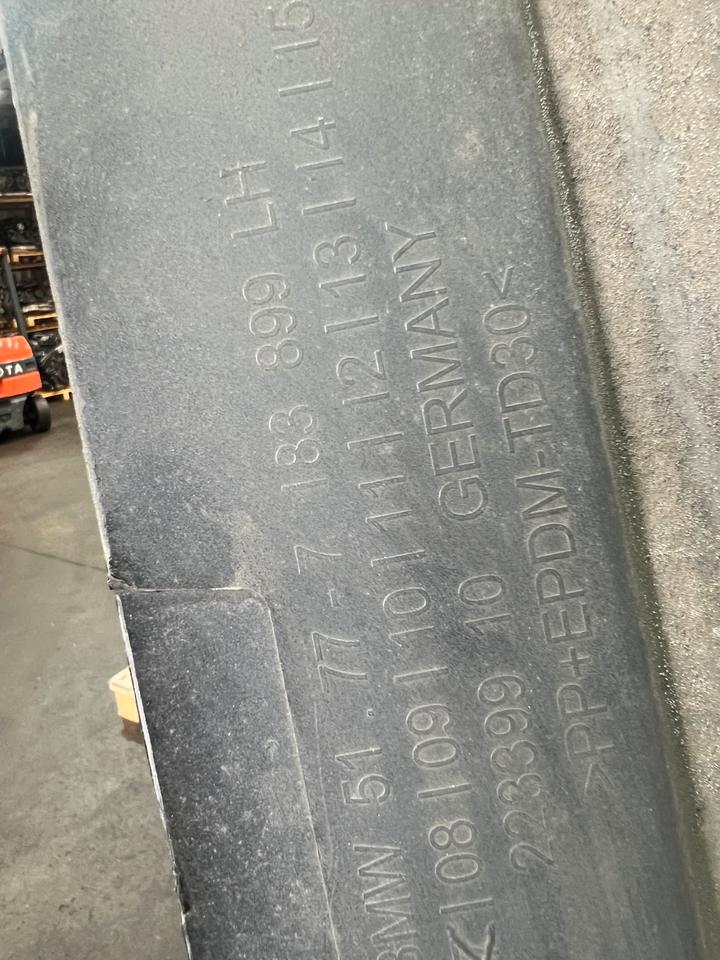 BMW 51.77 - 7 183 899 LH
| 08 | 09 | 10 | 11 | 12 | 13 | 14 | 15
223399 10 GERMANY
>PP+EPDM-TD30<